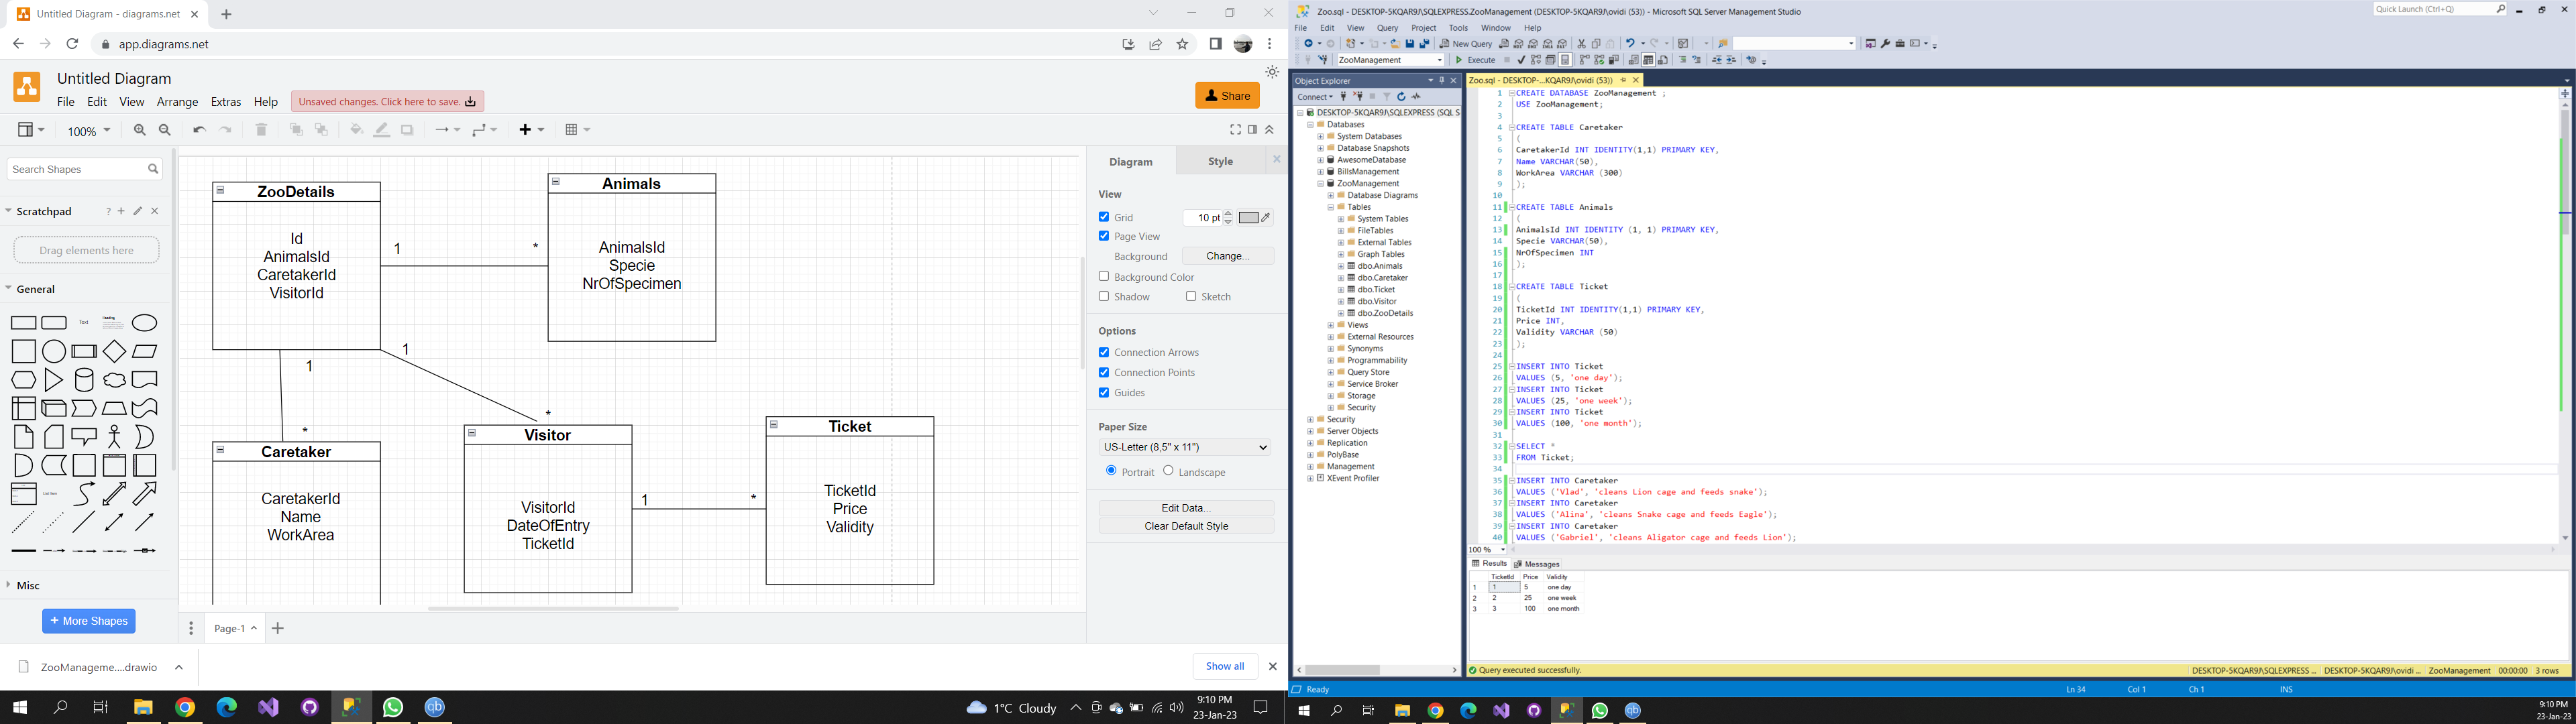 Untitled Diagram - diagrams.net
app.diagrams.net
Untitled Diagram
File Edit View Arrange Extras Help
Unsaved changes. Click here to save.
Share
100%
Search Shapes
Scratchpad
Drag elements here
General
Misc
+ More Shapes
ZooDetails
Id
AnimalsId
CaretakerId
VisitorId
1
*
Animals
AnimalsId
Specie
NrOfSpecimen
1
*
1
*
Caretaker
CaretakerId
Name
WorkArea
Visitor
VisitorId
DateOfEntry
TicketId
1
*
Ticket
TicketId
Price
Validity
Page-1
Diagram Style
View
Grid 10 pt
Page View
Background Change...
Background Color
Shadow Sketch
Options
Connection Arrows
Connection Points
Guides
Paper Size
US-Letter (8,5" x 11")
Portrait Landscape
Edit Data...
Clear Default Style
ZooManageme....drawio
Show all
1°C Cloudy
9:10 PM
23-Jan-23
Zoo.sql - DESKTOP-5KQAR9J\SQLEXPRESS.ZooManagement (DESKTOP-5KQAR9J\ovidi (53)) - Microsoft SQL Server Management Studio
Quick Launch (Ctrl+Q)
File Edit View Query Project Tools Window Help
New Query
ZooManagement
Execute
Object Explorer
Connect
DESKTOP-5KQAR9J\SQLEXPRESS (SQL S
Databases
System Databases
Database Snapshots
AwesomeDatabase
BillsManagement
ZooManagement
Database Diagrams
Tables
System Tables
FileTables
External Tables
Graph Tables
dbo.Animals
dbo.Caretaker
dbo.Ticket
dbo.Visitor
dbo.ZooDetails
Views
External Resources
Synonyms
Programmability
Query Store
Service Broker
Storage
Security
Security
Server Objects
Replication
PolyBase
Management
XEvent Profiler
Zoo.sql - DESKTOP-...KQAR9J\ovidi (53))
1 CREATE DATABASE ZooManagement ;
2 USE ZooManagement;
3
4 CREATE TABLE Caretaker
5 (
6 CaretakerId INT IDENTITY(1,1) PRIMARY KEY,
7 Name VARCHAR(50),
8 WorkArea VARCHAR (300)
9 );
10
11 CREATE TABLE Animals
12 (
13 AnimalsId INT IDENTITY (1, 1) PRIMARY KEY,
14 Specie VARCHAR(50),
15 NrOfSpecimen INT
16 );
17
18 CREATE TABLE Ticket
19 (
20 TicketId INT IDENTITY(1,1) PRIMARY KEY,
21 Price INT,
22 Validity VARCHAR (50)
23 );
24
25 INSERT INTO Ticket
26 VALUES (5, 'one day');
27 INSERT INTO Ticket
28 VALUES (25, 'one week');
29 INSERT INTO Ticket
30 VALUES (100, 'one month');
31
32 SELECT *
33 FROM Ticket;
34
35 INSERT INTO Caretaker
36 VALUES ('Vlad', 'cleans Lion cage and feeds snake');
37 INSERT INTO Caretaker
38 VALUES ('Alina', 'cleans Snake cage and feeds Eagle');
39 INSERT INTO Caretaker
40 VALUES ('Gabriel', 'cleans Aligator cage and feeds Lion');
100 %
Results Messages
TicketId Price Validity
1 1 5 one day
2 2 25 one week
3 3 100 one month
Query executed successfully.
DESKTOP-5KQAR9J\SQLEXPRESS ... DESKTOP-5KQAR9J\ovidi ... ZooManagement 00:00:00 3 rows
Ready Ln 34 Col 1 Ch 1 INS
9:10 PM
23-Jan-23